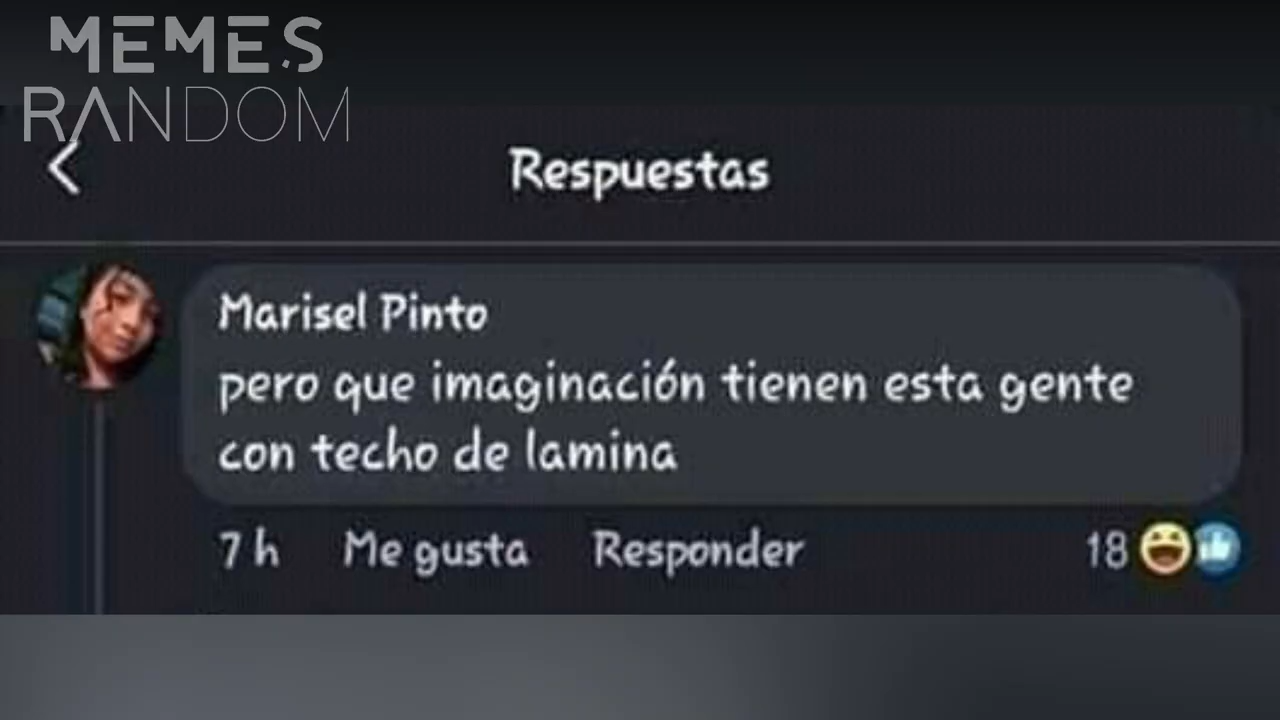 MEMES
RANDOM
Respuestas
Marisel Pinto
pero que imaginación tienen esta gente
con techo de lamina
7 h Me gusta Responder 18